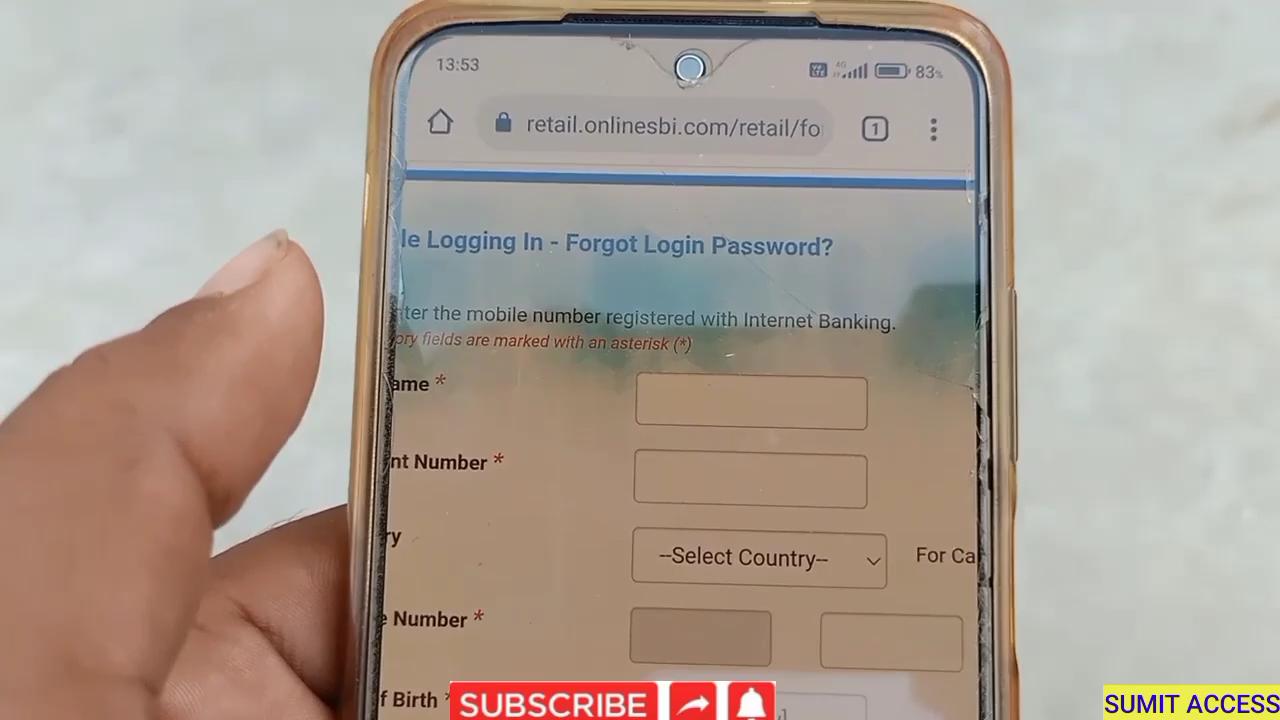 13:53
4G
83%
retail.onlinesbi.com/retail/fo
1
le Logging In - Forgot Login Password?
ter the mobile number registered with Internet Banking.
ory fields are marked with an asterisk (*)
ame *
nt Number *
ry
--Select Country--
For Ca
Number *
f Birth *
SUBSCRIBE
SUMIT ACCESS